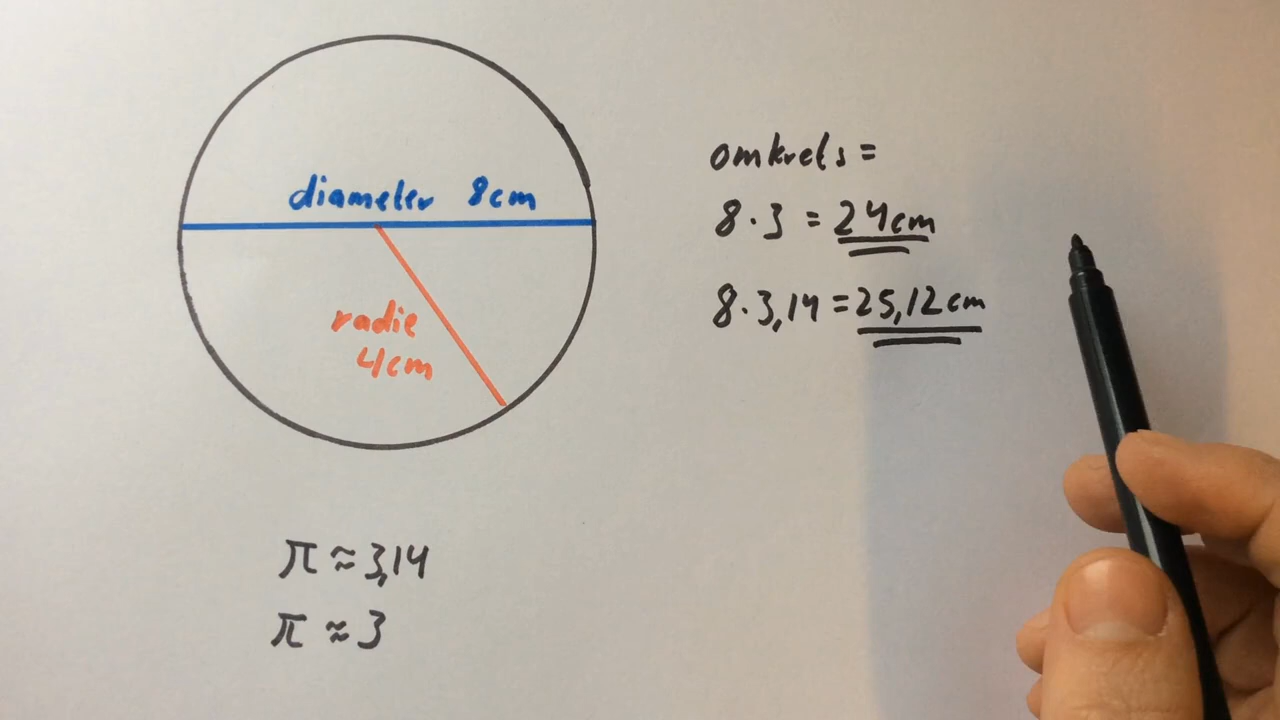 diameter 8cm
radie
4cm
π ≈ 3,14
π ≈ 3
omkrets =
8·3 = 24cm
8·3,14 = 25,12cm